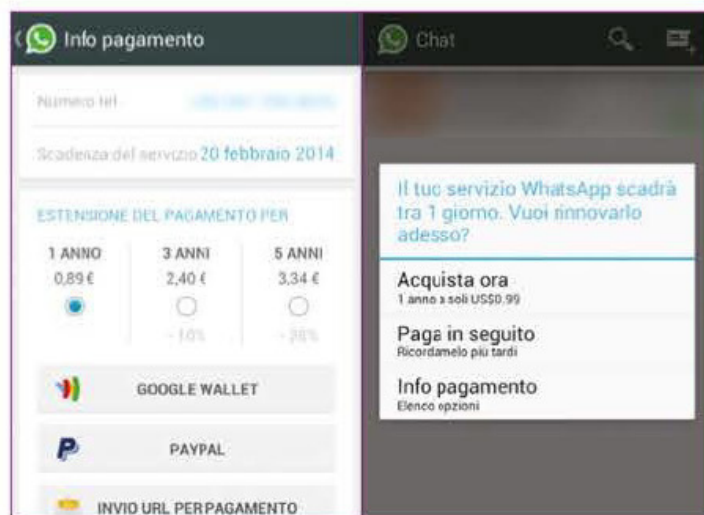 Info pagamento
Numero tel
Scadenza del servizio 20 febbraio 2014
ESTENSIONE DEL PAGAMENTO PER
1 ANNO 3 ANNI 5 ANNI
0,89 € 2,40 € 3,34 €
-10%
GOOGLE WALLET
PAYPAL
INVIO URL PER PAGAMENTO
Chat
Il tuo servizio WhatsApp scadrà
tra 1 giorno. Vuoi rinnovarlo
adesso?
Acquista ora
1 anno a soli US$0.99
Paga in seguito
Ricordamelo più tardi
Info pagamento
Elenco opzioni